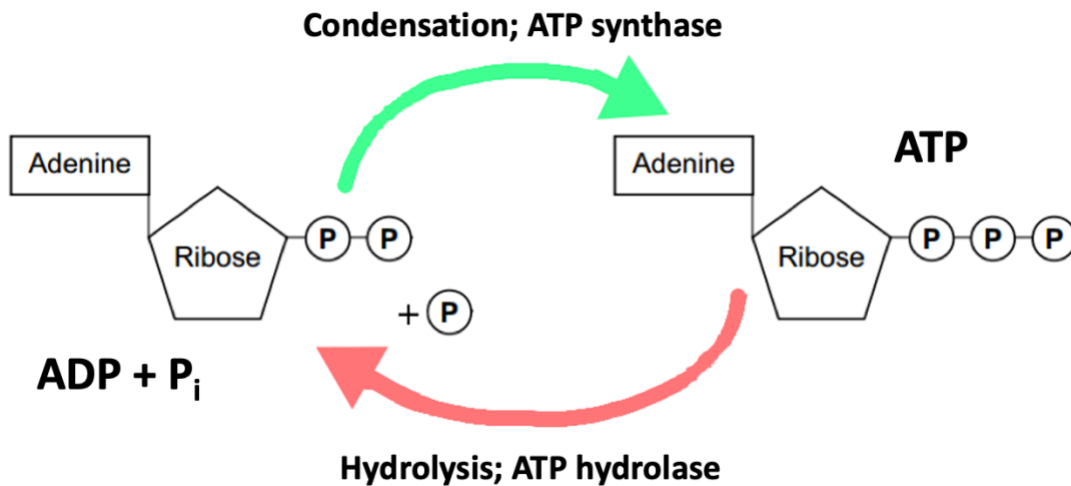 Condensation; ATP synthase
Adenine
Ribose
P P
+ P
ADP + Pi
Adenine
ATP
Ribose
P P P
Hydrolysis; ATP hydrolase